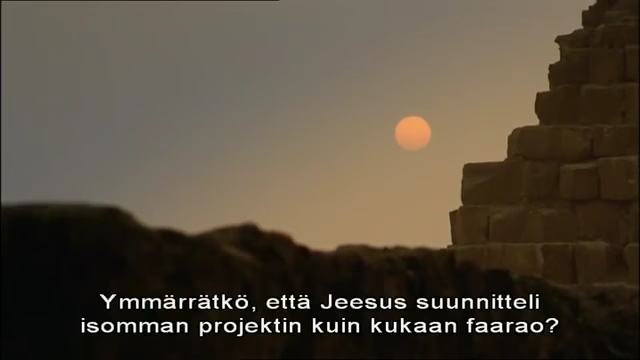 Ymmärrätkö, että Jeesus suunnitteli
isomman projektin kuin kukaan faarao?